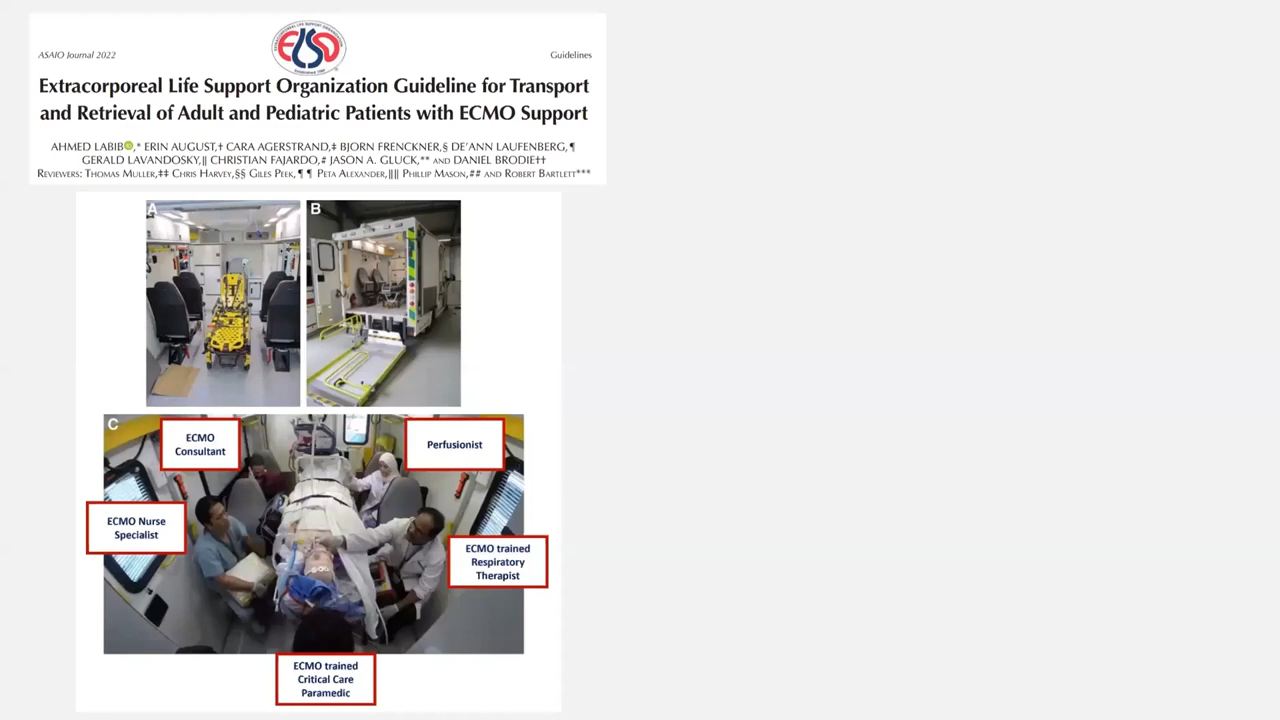 ASAIO Journal 2022
ELSO
Guidelines
Extracorporeal Life Support Organization Guideline for Transport
and Retrieval of Adult and Pediatric Patients with ECMO Support
AHMED LABIB iD,* ERIN AUGUST,† CARA AGERSTRAND,‡ BJORN FRENCKNER,§ DE’ANN LAUFENBERG,¶
GERALD LAVANDOSKY,|| CHRISTIAN FAJARDO,# JASON A. GLUCK,** AND DANIEL BRODIE††
REVIEWERS: THOMAS MULLER,‡‡ CHRIS HARVEY,§§ GILES PEEK,¶¶ PETA ALEXANDER,|||| PHILLIP MASON,## AND ROBERT BARTLETT***
A
B
C
ECMO
Consultant
Perfusionist
ECMO Nurse
Specialist
ECMO trained
Respiratory
Therapist
ECMO trained
Critical Care
Paramedic